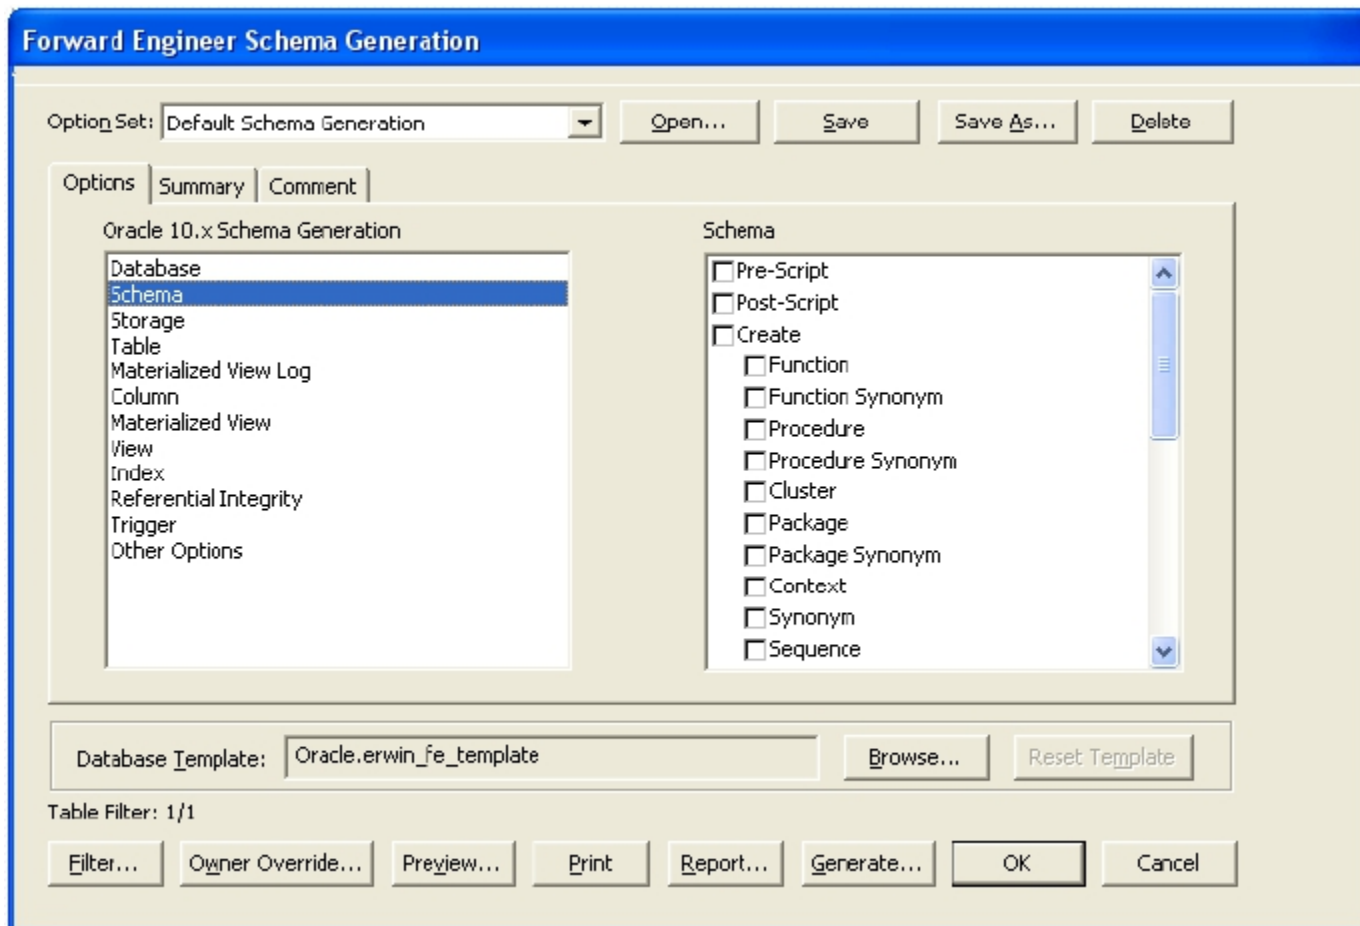 Forward Engineer Schema Generation
Option Set: Default Schema Generation Open... Save Save As... Delete
Options Summary Comment
Oracle 10.x Schema Generation
Database
Schema
Storage
Table
Materialized View Log
Column
Materialized View
View
Index
Referential Integrity
Trigger
Other Options
Schema
Pre-Script
Post-Script
Create
Function
Function Synonym
Procedure
Procedure Synonym
Cluster
Package
Package Synonym
Context
Synonym
Sequence
Database Template: Oracle.erwin_fe_template Browse... Reset Template
Table Filter: 1/1
Filter... Owner Override... Preview... Print Report... Generate... OK Cancel